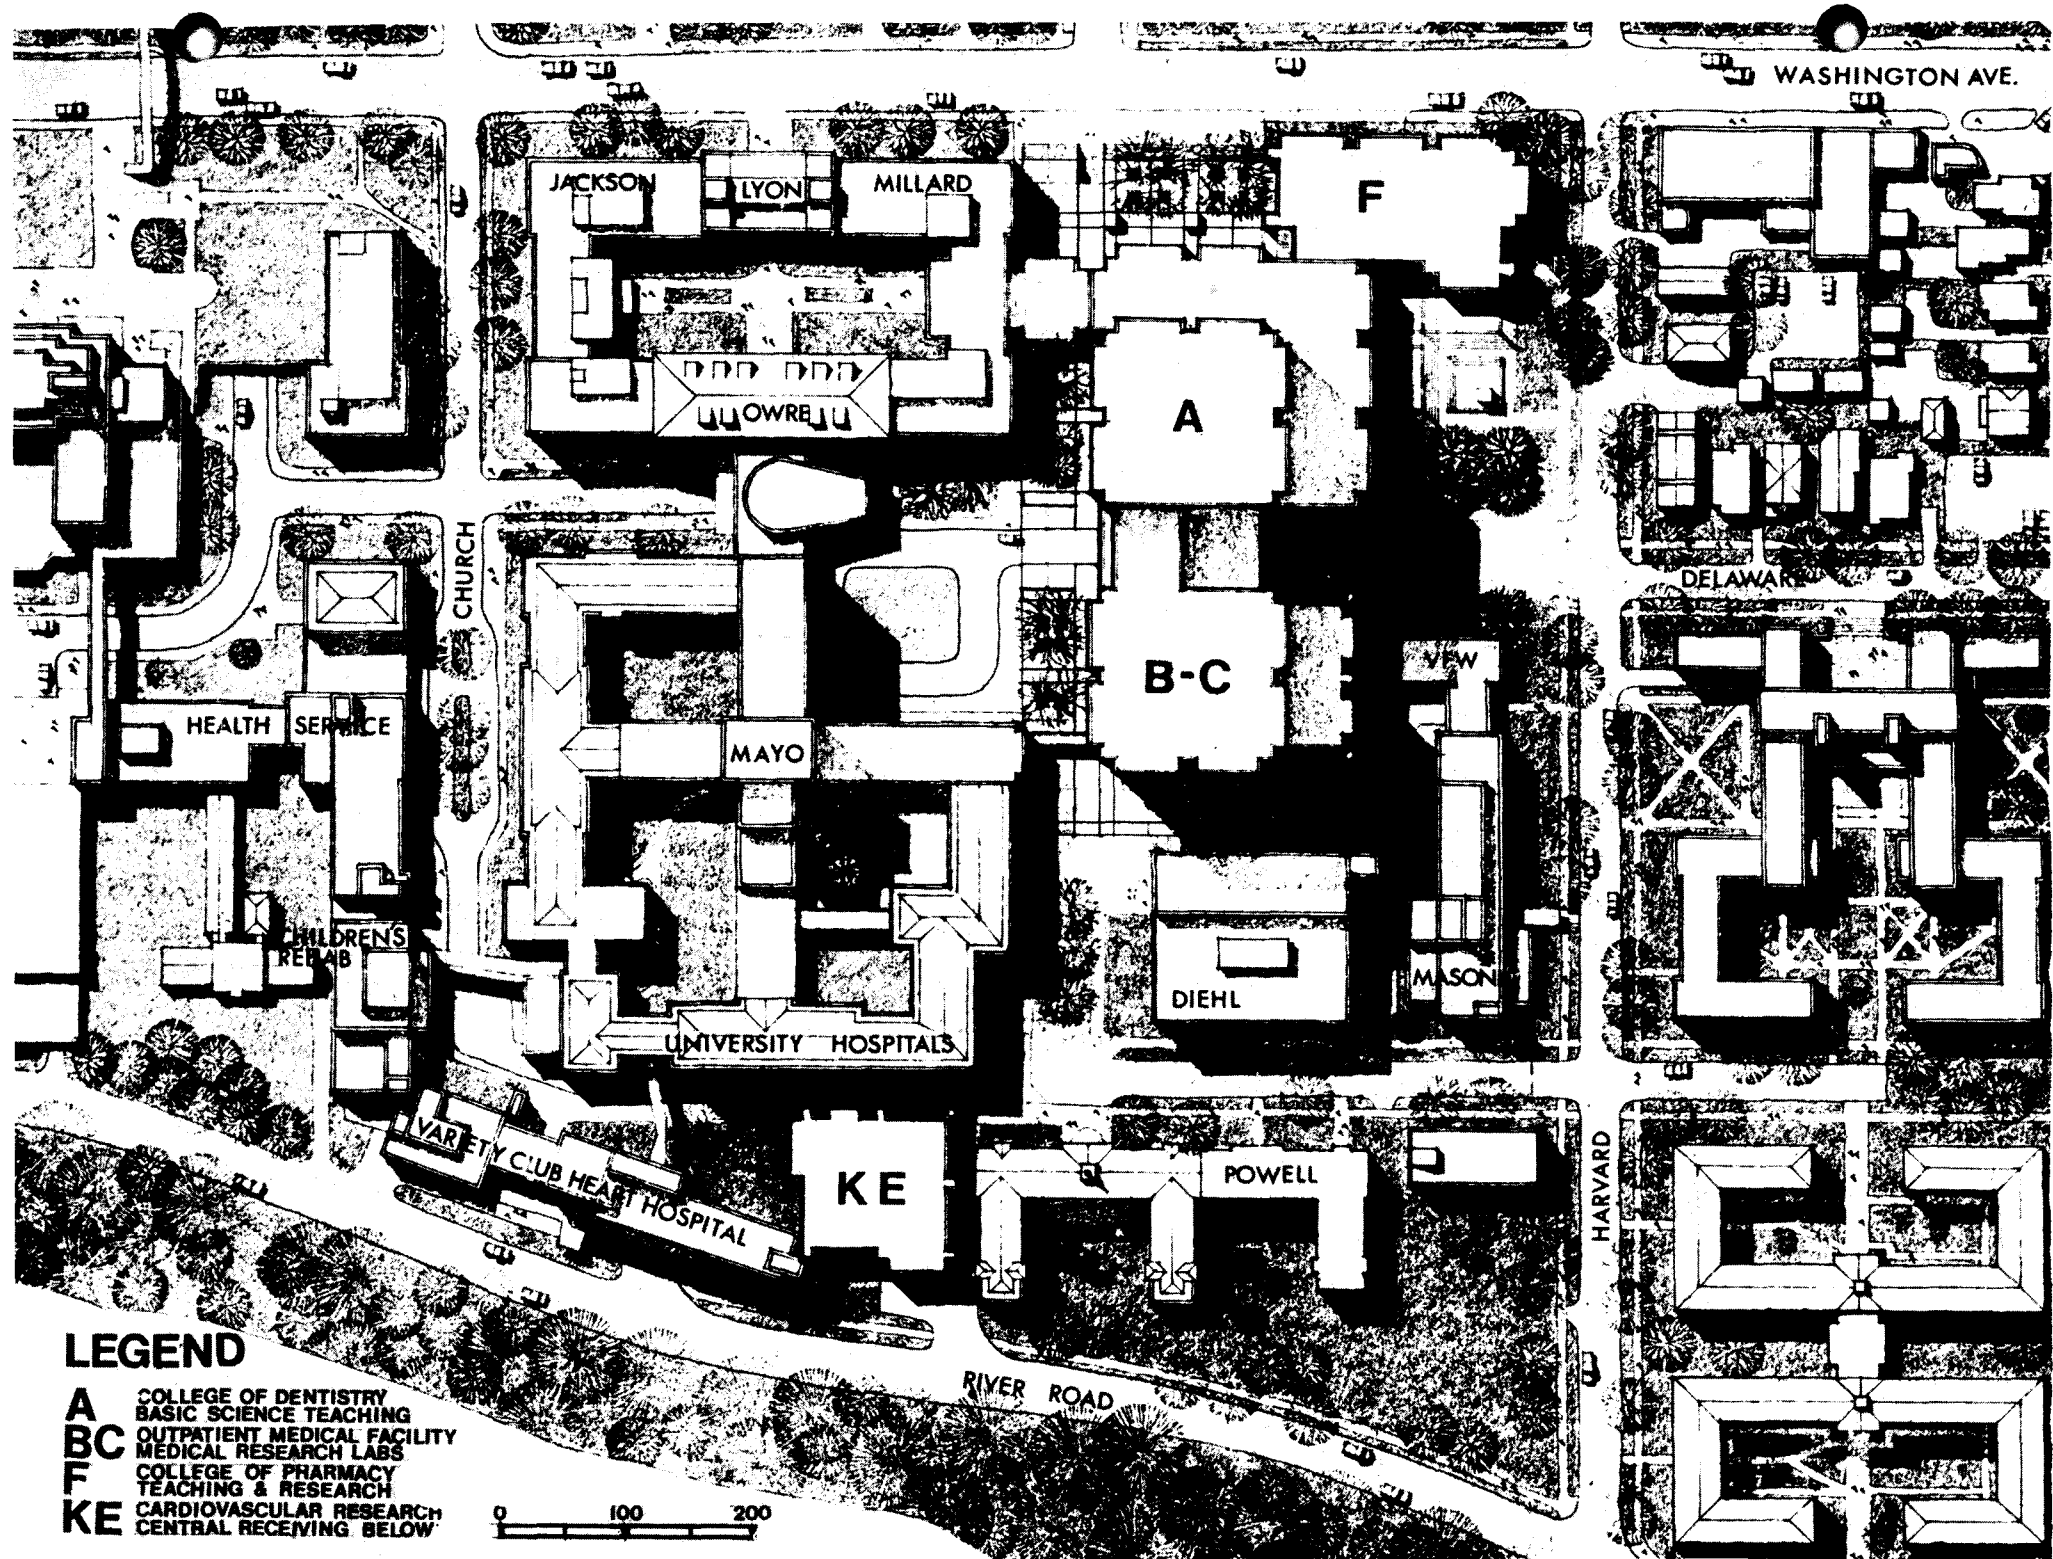 WASHINGTON AVE.
JACKSON
LYON
MILLARD
F
A
OWRE
CHURCH
DELAWARE
B-C
VFW
HEALTH SERVICE
MAYO
CHILDREN'S
REHAB
MASON
DIEHL
UNIVERSITY HOSPITALS
VARIETY CLUB HEART HOSPITAL
KE
POWELL
HARVARD
RIVER ROAD
LEGEND
A COLLEGE OF DENTISTRY
BASIC SCIENCE TEACHING
BC OUTPATIENT MEDICAL FACILITY
MEDICAL RESEARCH LABS
F COLLEGE OF PHARMACY
TEACHING & RESEARCH
KE CARDIOVASCULAR RESEARCH
CENTRAL RECEIVING BELOW
0 100 200